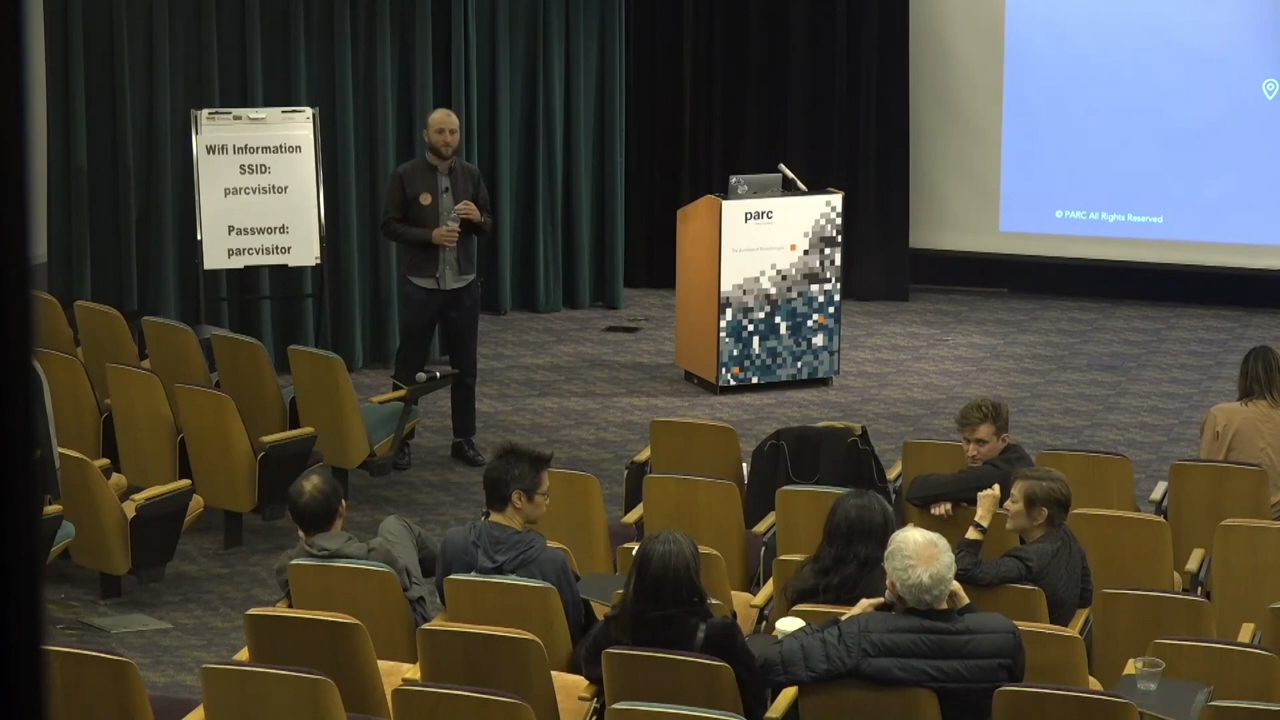 Wifi Information
SSID:
parcvisitor
Password:
parcvisitor
parc
© PARC All Rights Reserved